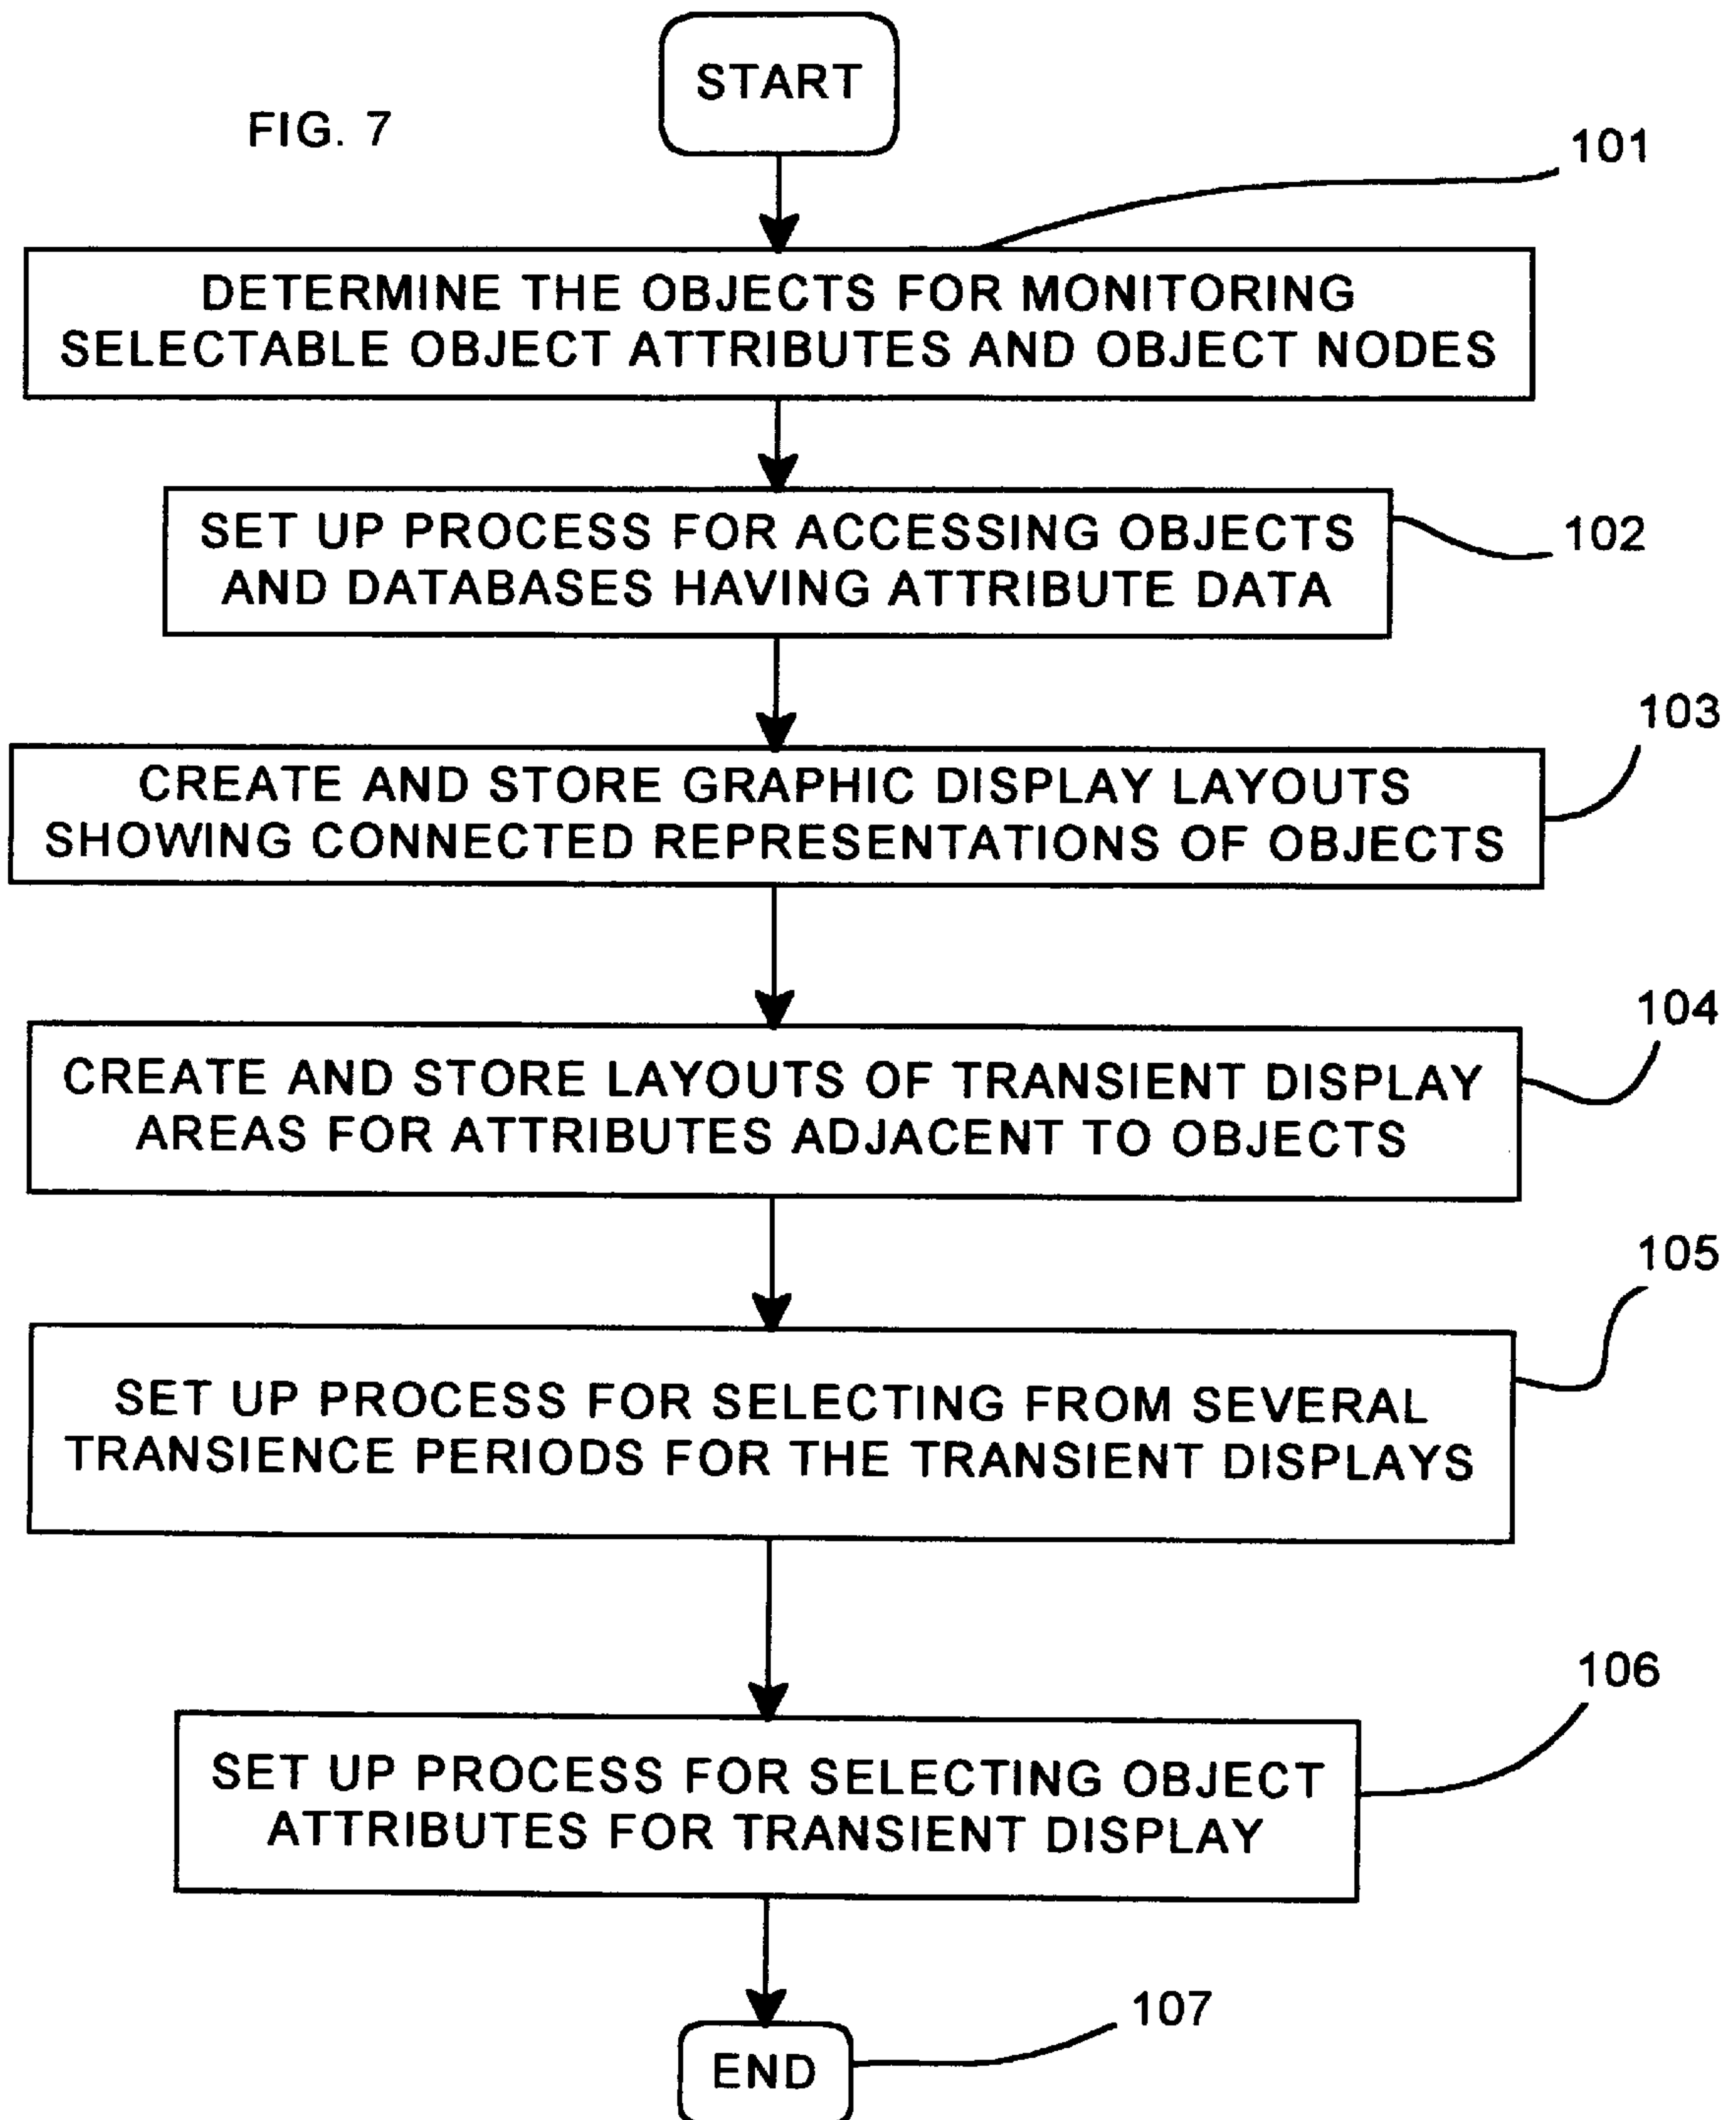 START
FIG. 7
101
DETERMINE THE OBJECTS FOR MONITORING
SELECTABLE OBJECT ATTRIBUTES AND OBJECT NODES
SET UP PROCESS FOR ACCESSING OBJECTS
AND DATABASES HAVING ATTRIBUTE DATA
102
103
CREATE AND STORE GRAPHIC DISPLAY LAYOUTS
SHOWING CONNECTED REPRESENTATIONS OF OBJECTS
104
CREATE AND STORE LAYOUTS OF TRANSIENT DISPLAY
AREAS FOR ATTRIBUTES ADJACENT TO OBJECTS
105
SET UP PROCESS FOR SELECTING FROM SEVERAL
TRANSIENCE PERIODS FOR THE TRANSIENT DISPLAYS
106
SET UP PROCESS FOR SELECTING OBJECT
ATTRIBUTES FOR TRANSIENT DISPLAY
107
END